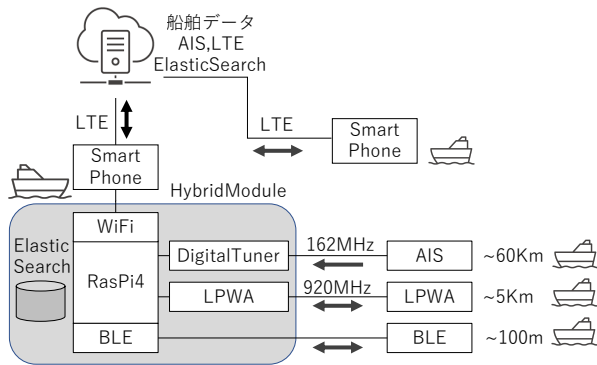 船舶データ
AIS,LTE
ElasticSearch
LTE
LTE
Smart
Phone
Smart
Phone
HybridModule
WiFi
Elastic
Search
RasPi4
DigitalTuner
162MHz
AIS
~60Km
LPWA
920MHz
LPWA
~5Km
BLE
BLE
~100m